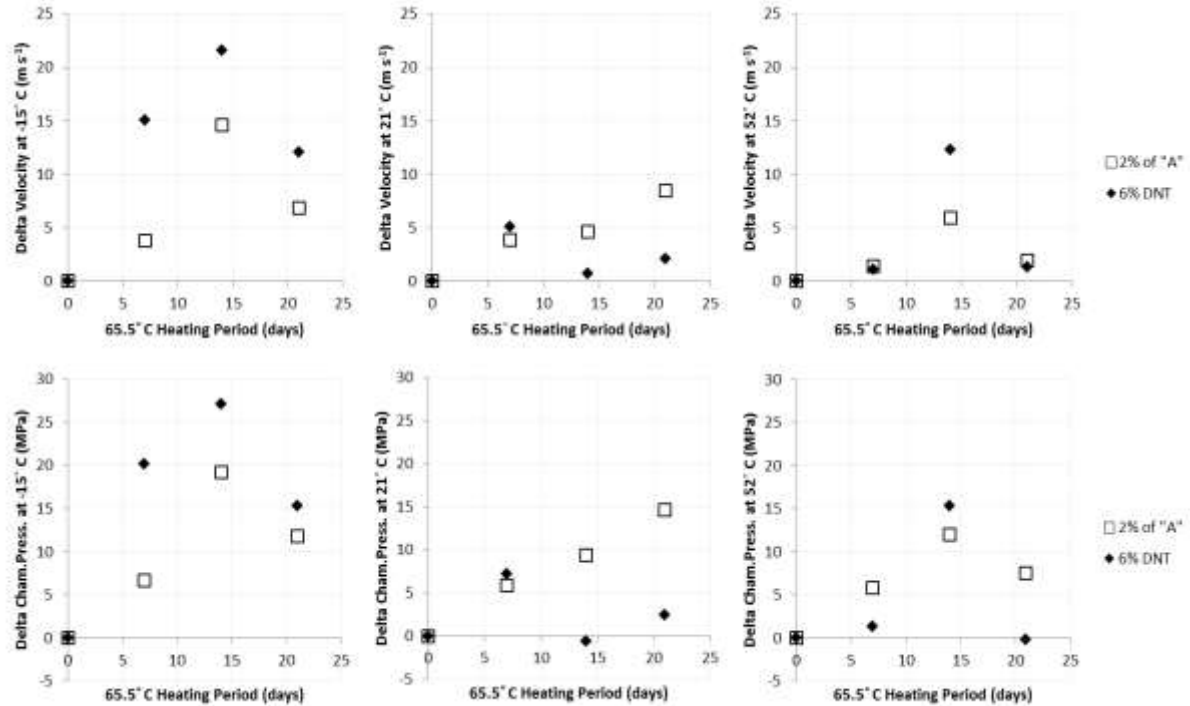 25
20
15
10
5
0
0 5 10 15 20 25
Delta Velocity at -15˚ C (m s⁻¹)
65.5˚ C Heating Period (days)
25
20
15
10
5
0
0 5 10 15 20 25
Delta Velocity at 21˚ C (m s⁻¹)
65.5˚ C Heating Period (days)
25
20
15
10
5
0
0 5 10 15 20 25
Delta Velocity at 52˚ C (m s⁻¹)
65.5˚ C Heating Period (days)
2% of "A"
6% DNT
30
25
20
15
10
5
0
-5
0 5 10 15 20 25
Delta Cham.Press. at -15˚ C (MPa)
65.5˚ C Heating Period (days)
30
25
20
15
10
5
0
-5
0 5 10 15 20 25
Delta Cham.Press. at 21˚ C (MPa)
65.5˚ C Heating Period (days)
30
25
20
15
10
5
0
-5
0 5 10 15 20 25
Delta Cham.Press. at 52˚ C (MPa)
65.5˚ C Heating Period (days)
2% of "A"
6% DNT